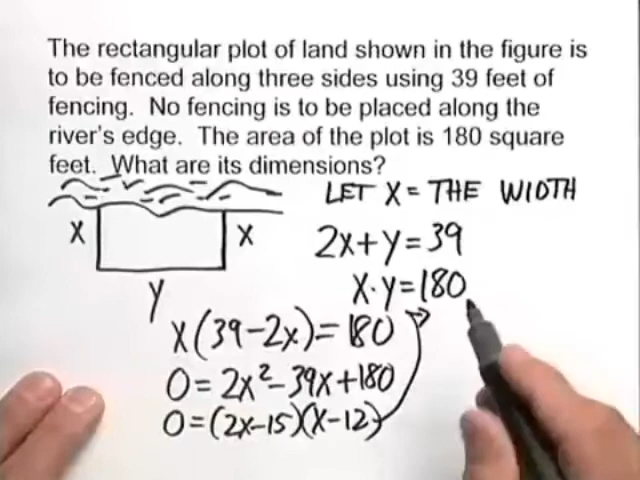 The rectangular plot of land shown in the figure is
to be fenced along three sides using 39 feet of
fencing. No fencing is to be placed along the
river's edge. The area of the plot is 180 square
feet. What are its dimensions?
LET X = THE WIDTH
X X
Y
2x+y=39
x·y=180
x(39-2x)=180
0=2x²-39x+180
0=(2x-15)(x-12)